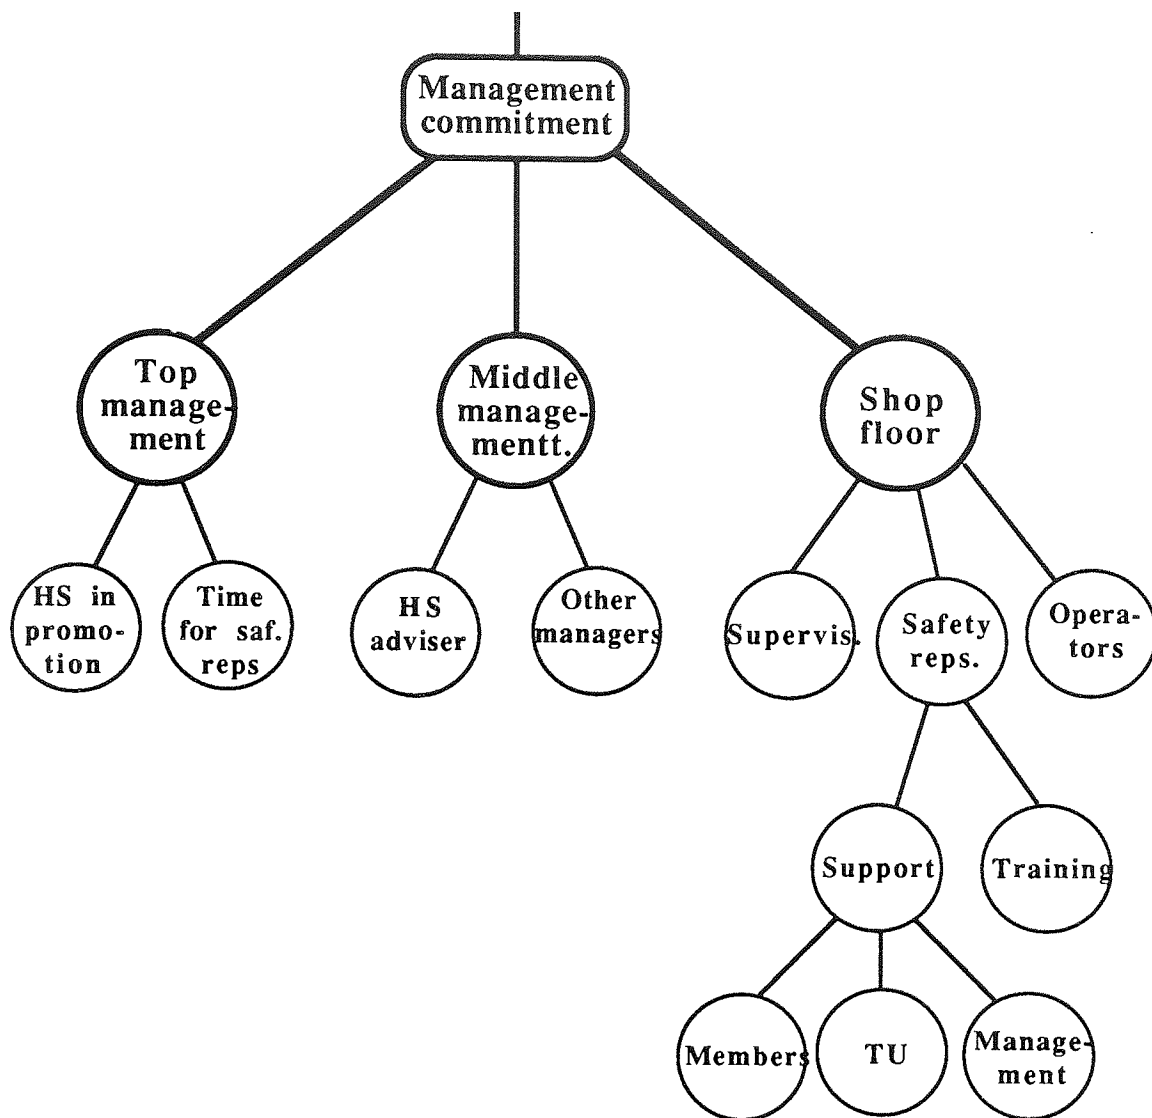 Management
commitment
Top
manage-
ment
Middle
manage-
mentt.
Shop
floor
HS in
promo-
tion
Time
for saf.
reps
HS
adviser
Other
managers
Supervis.
Safety
reps.
Opera-
tors
Support
Training
Members
TU
Manage-
ment